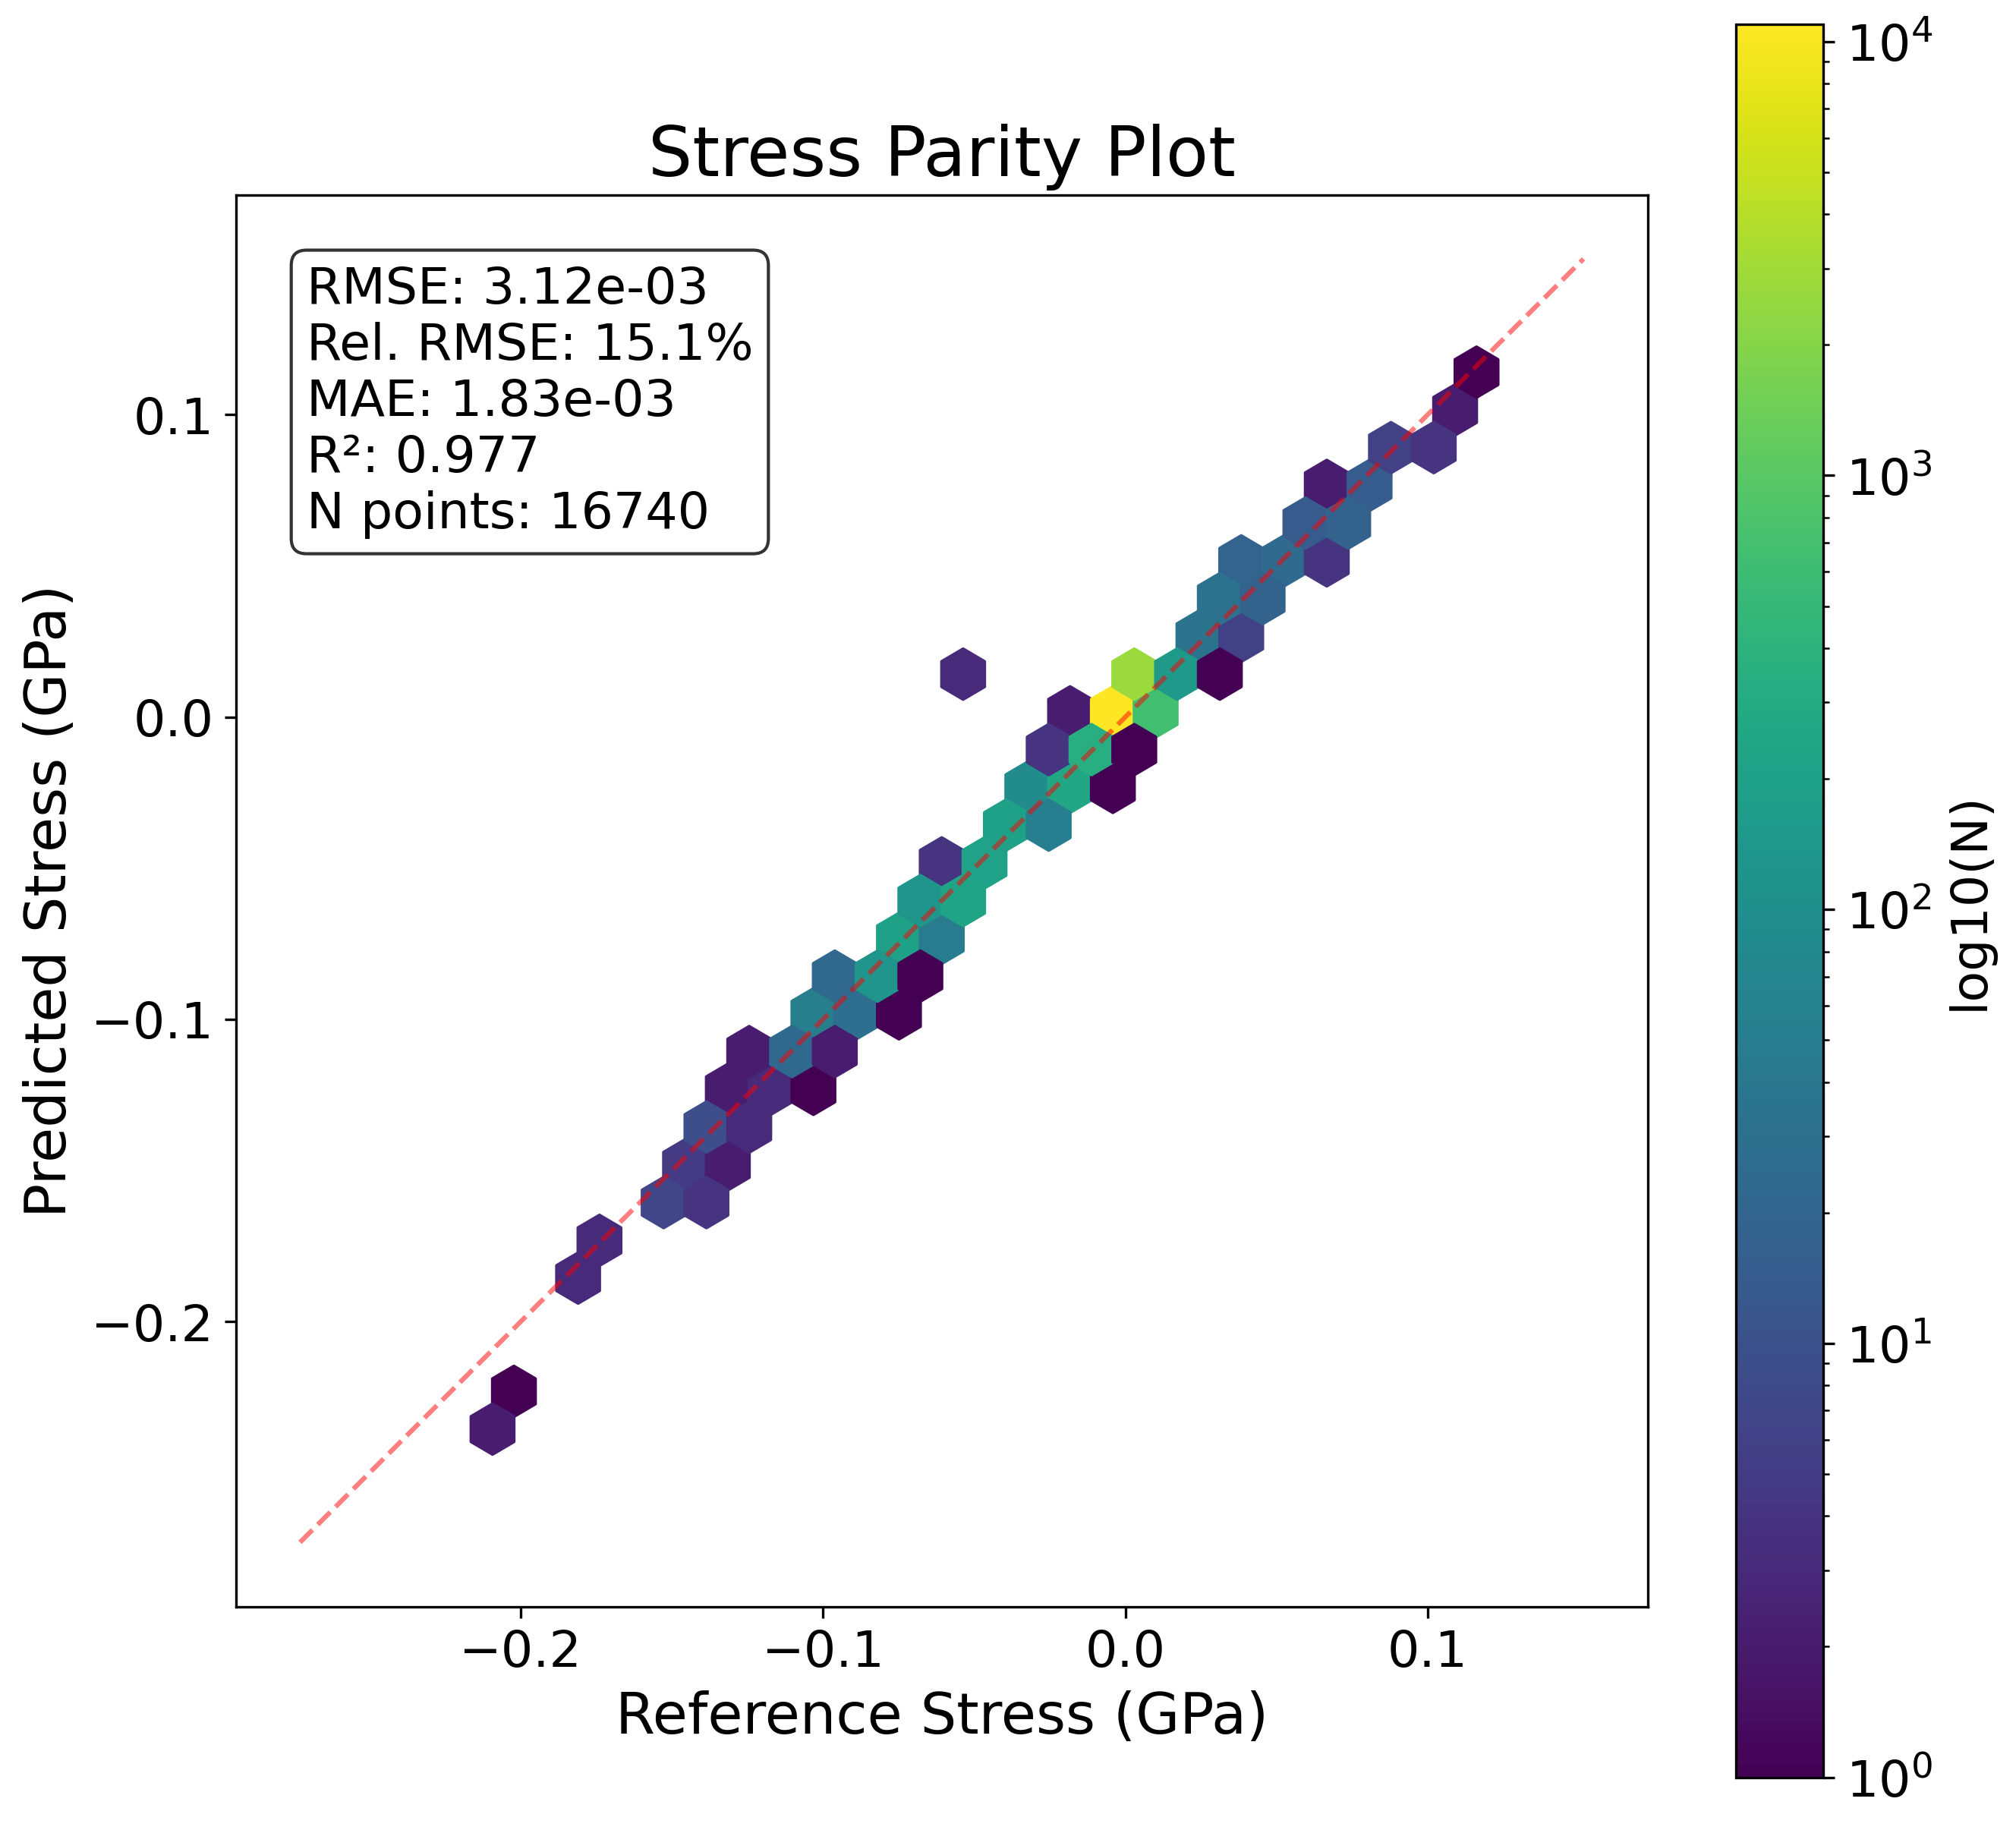 Stress Parity Plot
RMSE: 3.12e-03
Rel. RMSE: 15.1%
MAE: 1.83e-03
R²: 0.977
N points: 16740
Predicted Stress (GPa)
0.1
0.0
−0.1
−0.2
−0.2
−0.1
0.0
0.1
Reference Stress (GPa)
10⁴
10³
10²
10¹
10⁰
log10(N)